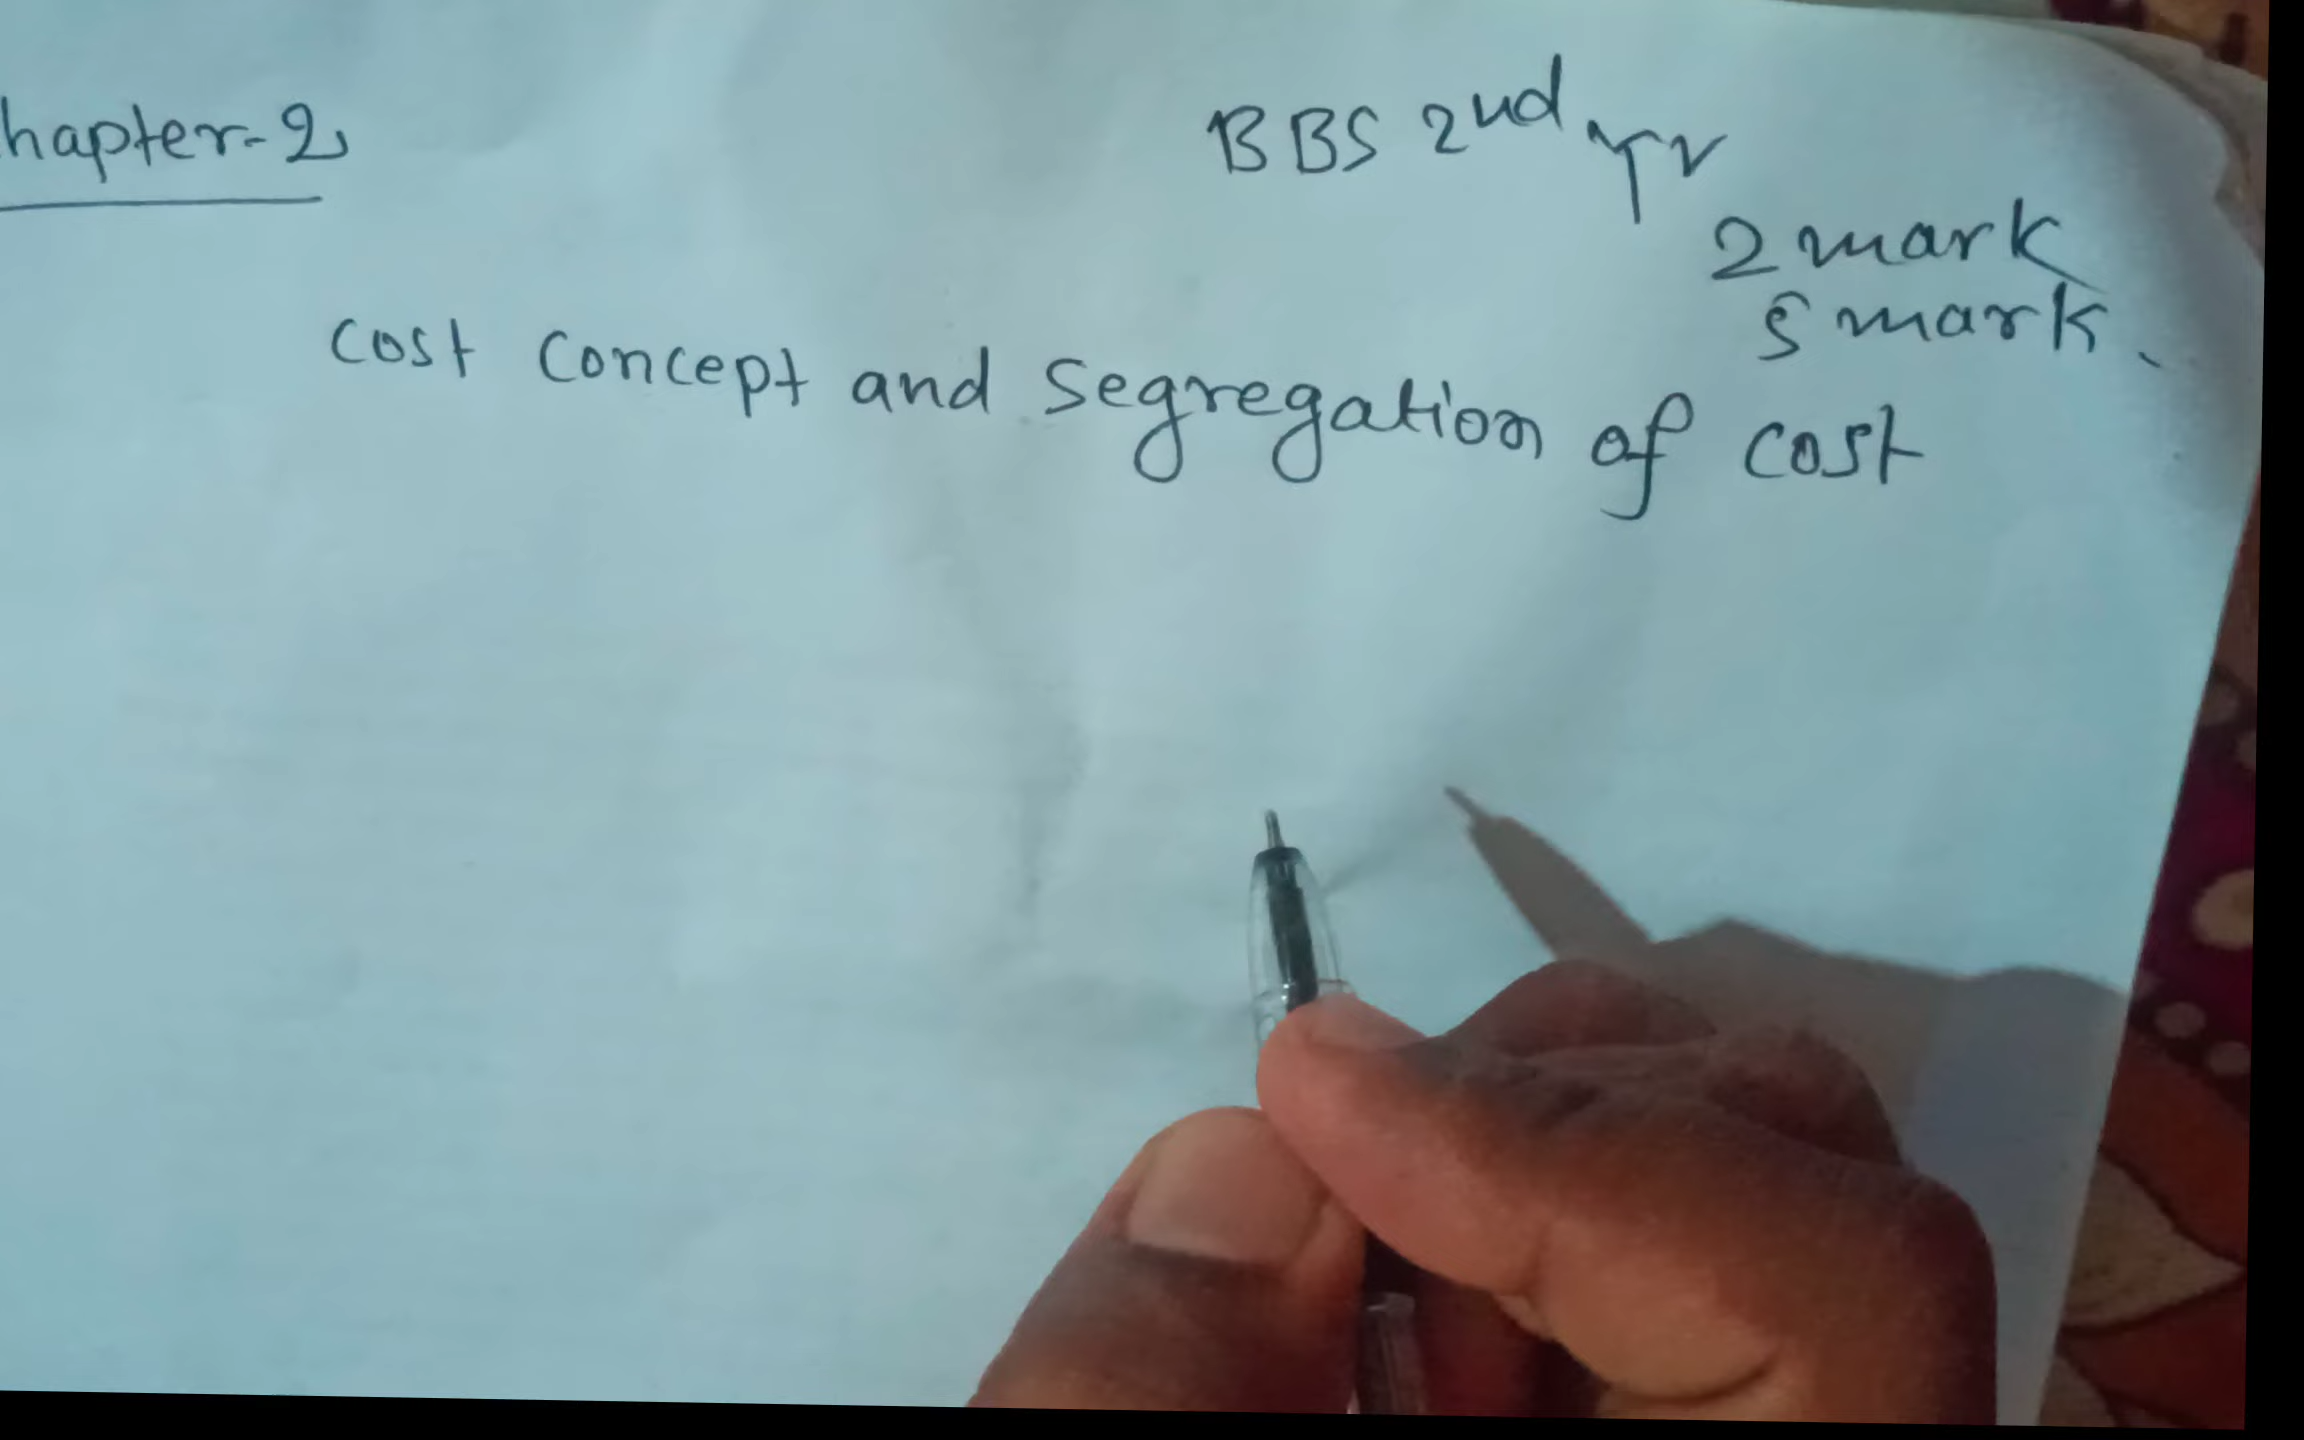 hapter-2
BBS 2nd yr
2 mark
5 mark.
cost concept and segregation of cost